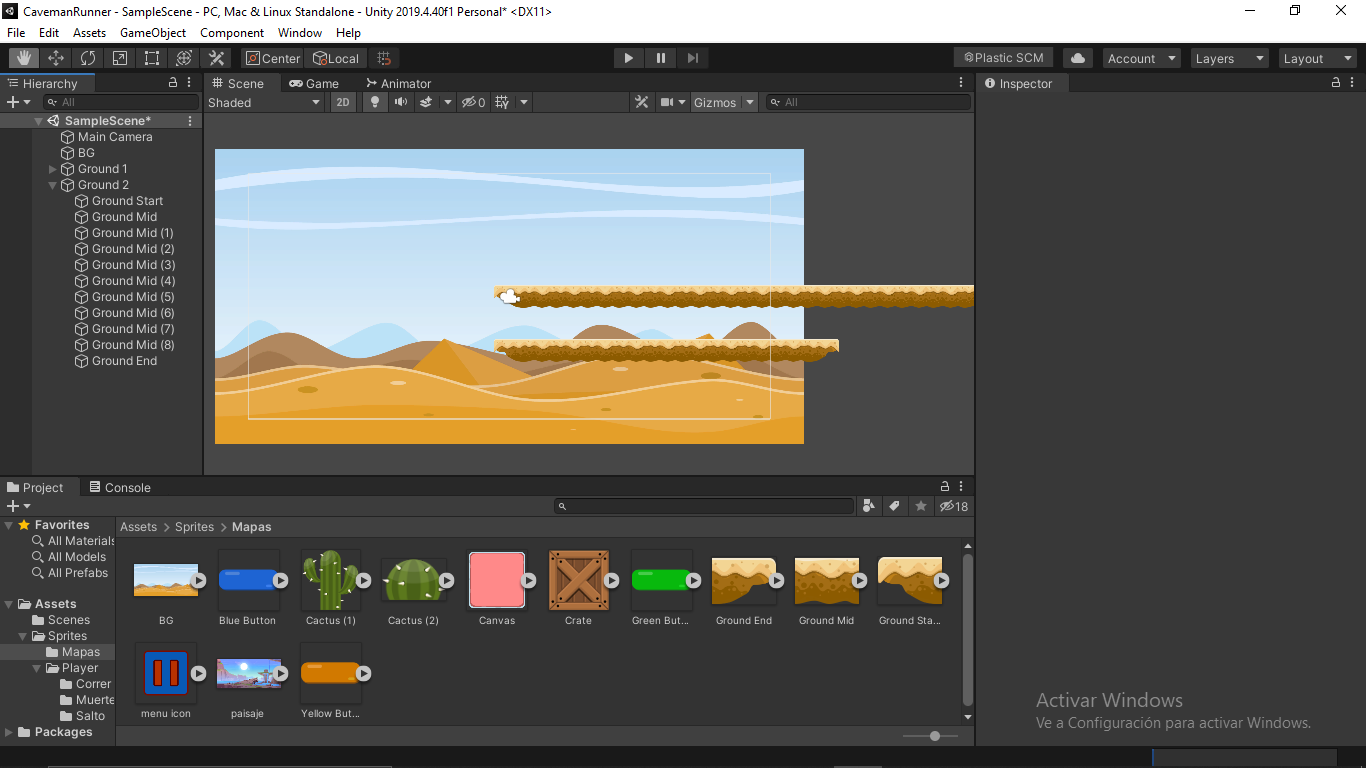 CavemanRunner - SampleScene - PC, Mac & Linux Standalone - Unity 2019.4.40f1 Personal* <DX11>
File Edit Assets GameObject Component Window Help
Center Local Plastic SCM Account Layers Layout
Hierarchy Scene Game Animator Inspector
All Shaded 2D 0 Gizmos All
SampleScene*
Main Camera
BG
Ground 1
Ground 2
Ground Start
Ground Mid
Ground Mid (1)
Ground Mid (2)
Ground Mid (3)
Ground Mid (4)
Ground Mid (5)
Ground Mid (6)
Ground Mid (7)
Ground Mid (8)
Ground End
Project Console
18
Favorites
All Materials
All Models
All Prefabs
Assets
Scenes
Sprites
Mapas
Player
Correr
Muerte
Salto
Packages
Assets > Sprites > Mapas
BG Blue Button Cactus (1) Cactus (2) Canvas Crate Green But... Ground End Ground Mid Ground Sta...
menu icon paisaje Yellow But...
Activar Windows
Ve a Configuración para activar Windows.